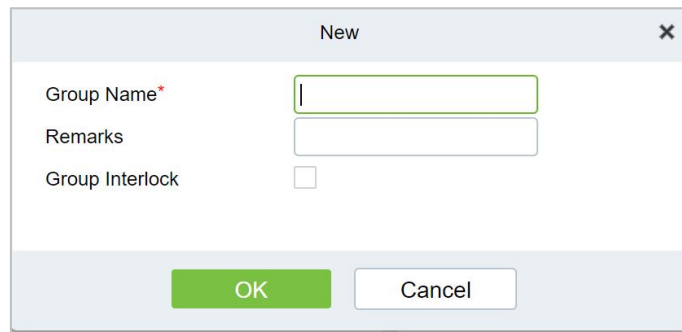 New
Group Name*
Remarks
Group Interlock
OK
Cancel